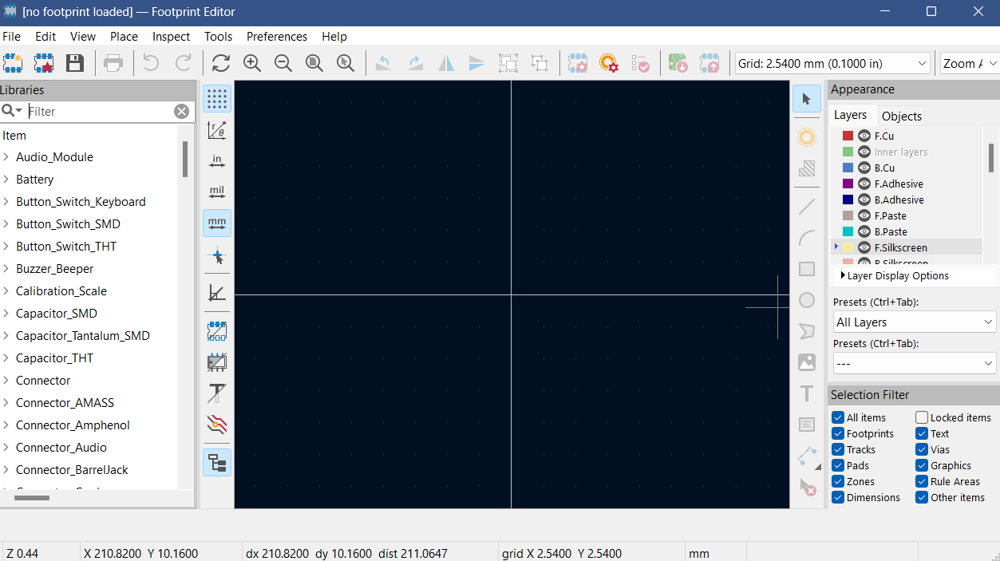 [no footprint loaded] — Footprint Editor
File Edit View Place Inspect Tools Preferences Help
Grid: 2.5400 mm (0.1000 in)
Zoom A
Libraries
Filter
Item
Audio_Module
Battery
Button_Switch_Keyboard
Button_Switch_SMD
Button_Switch_THT
Buzzer_Beeper
Calibration_Scale
Capacitor_SMD
Capacitor_Tantalum_SMD
Capacitor_THT
Connector
Connector_AMASS
Connector_Amphenol
Connector_Audio
Connector_BarrelJack
r
θ
in
mil
mm
T
Appearance
Layers Objects
F.Cu
Inner layers
B.Cu
F.Adhesive
B.Adhesive
F.Paste
B.Paste
F.Silkscreen
B.Silkscreen
Layer Display Options
Presets (Ctrl+Tab):
All Layers
Presets (Ctrl+Tab):
---
Selection Filter
All items Locked items
Footprints Text
Tracks Vias
Pads Graphics
Zones Rule Areas
Dimensions Other items
Z 0.44 X 210.8200 Y 10.1600 dx 210.8200 dy 10.1600 dist 211.0647 grid X 2.5400 Y 2.5400 mm